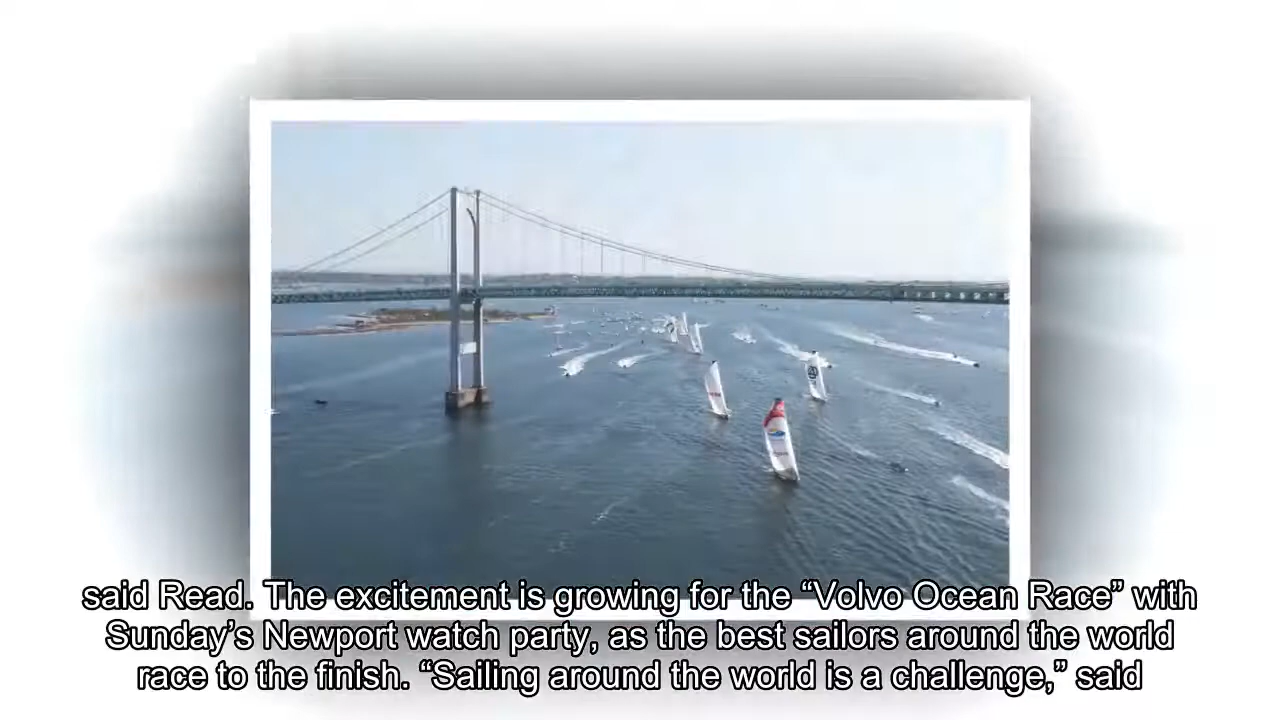 said Read. The excitement is growing for the “Volvo Ocean Race” with
Sunday’s Newport watch party, as the best sailors around the world
race to the finish. “Sailing around the world is a challenge,” said